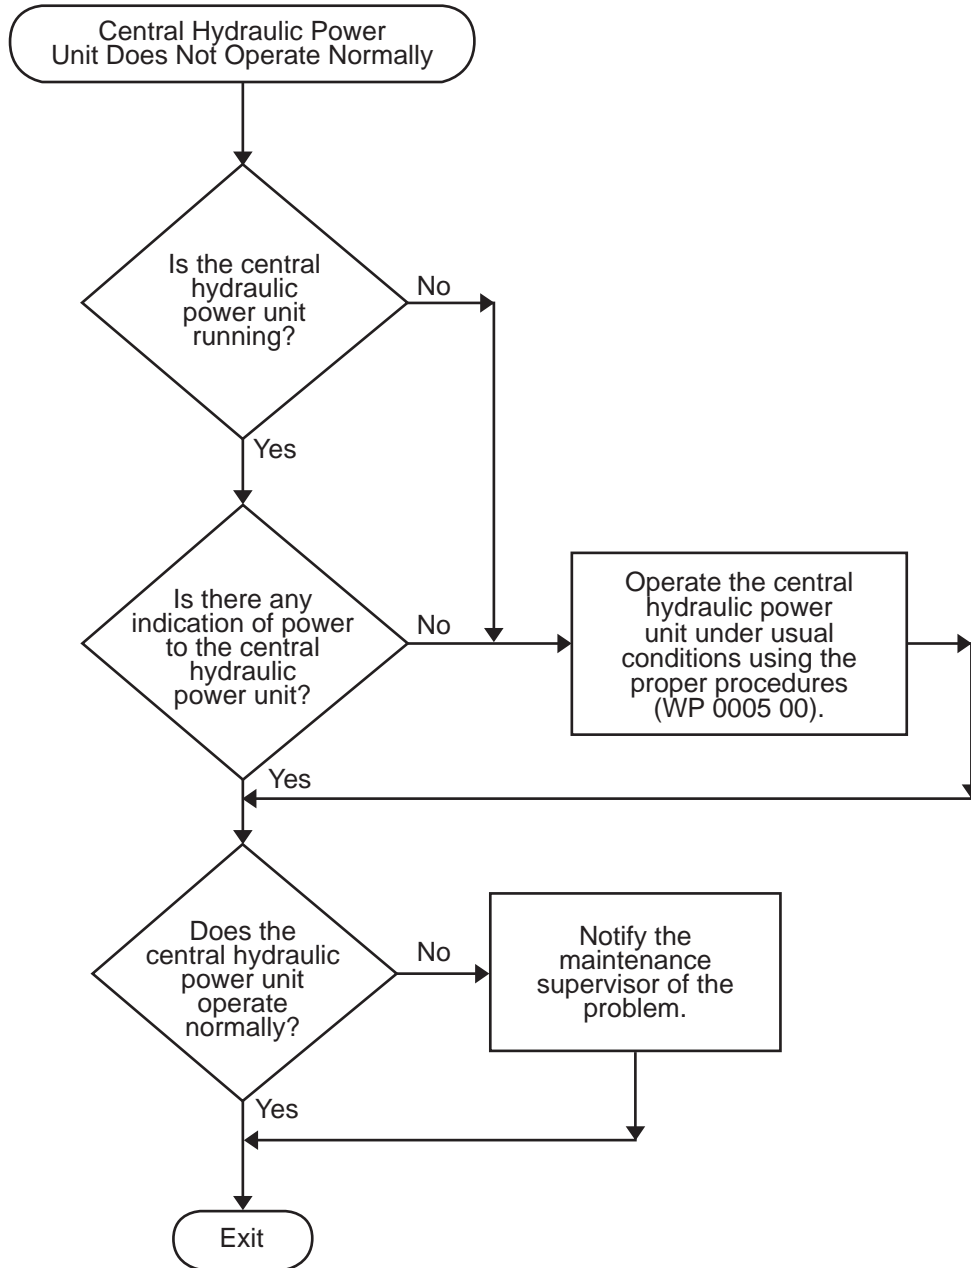 Central Hydraulic Power
Unit Does Not Operate Normally
Is the central
hydraulic
power unit
running?
No
Yes
Is there any
indication of power
to the central
hydraulic
power unit?
No
Operate the central
hydraulic power
unit under usual
conditions using the
proper procedures
(WP 0005 00).
Yes
Does the
central hydraulic
power unit
operate
normally?
No
Notify the
maintenance
supervisor of the
problem.
Yes
Exit